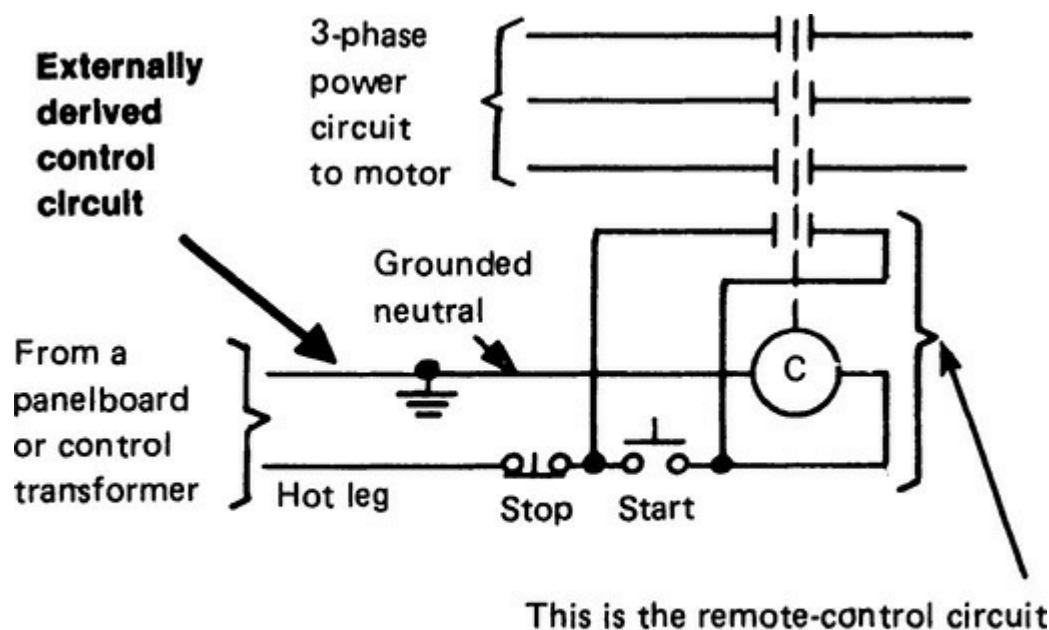 Externally
derived
control
circuit
3-phase
power
circuit
to motor
Grounded
neutral
From a
panelboard
or control
transformer
C
Hot leg
Stop
Start
This is the remote-control circuit